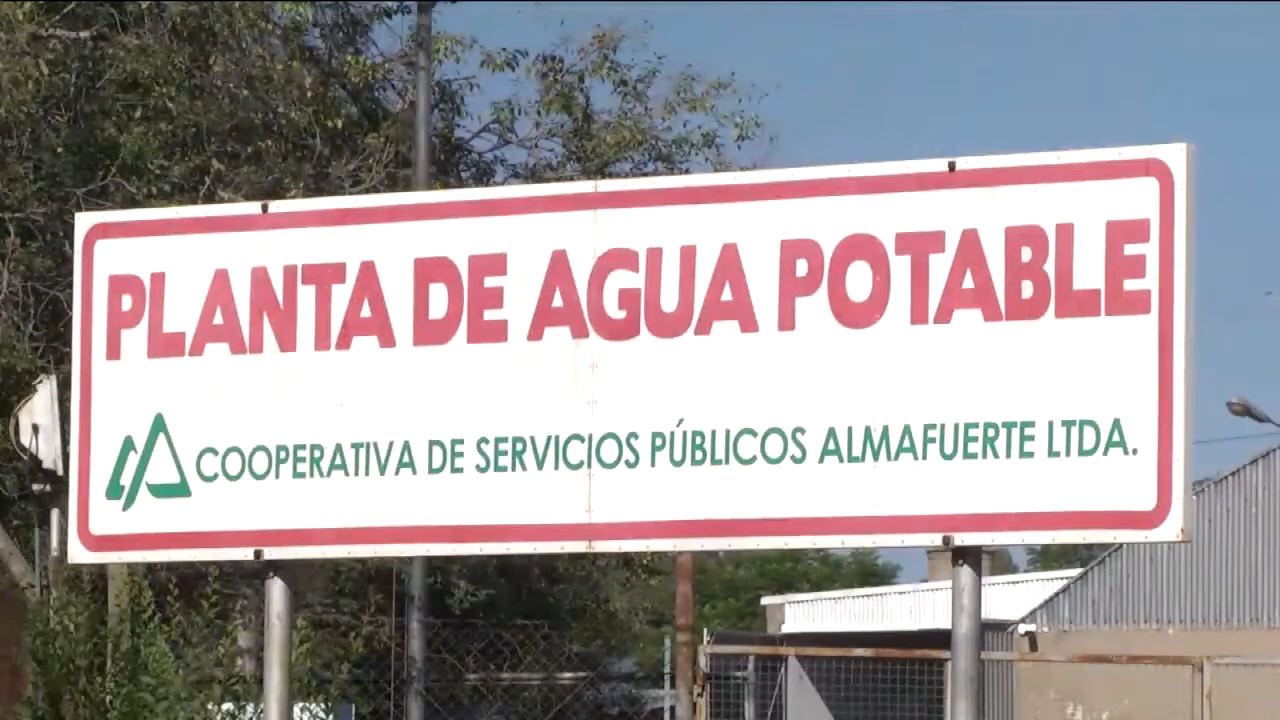 PLANTA DE AGUA POTABLE
COOPERATIVA DE SERVICIOS PÚBLICOS ALMAFUERTE LTDA.